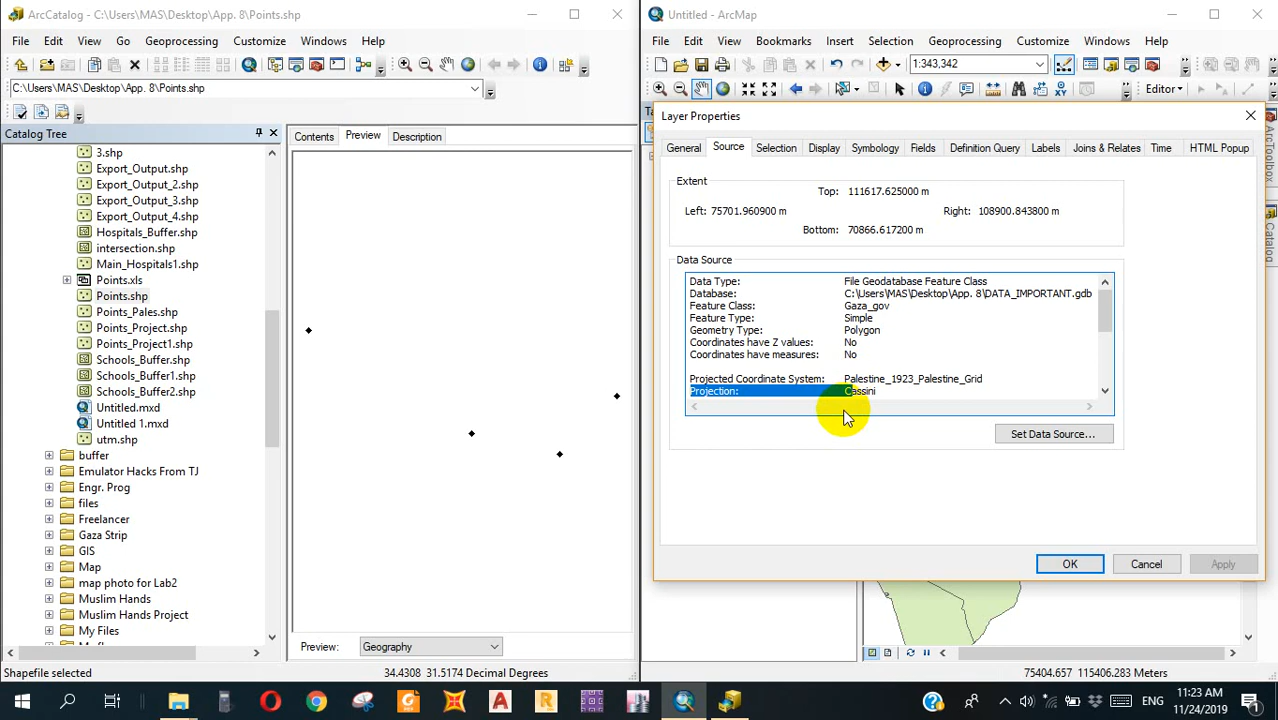 ArcCatalog - C:\Users\MAS\Desktop\App. 8\Points.shp
File Edit View Go Geoprocessing Customize Windows Help
C:\Users\MAS\Desktop\App. 8\Points.shp
Catalog Tree
3.shp
Export_Output.shp
Export_Output_2.shp
Export_Output_3.shp
Export_Output_4.shp
Hospitals_Buffer.shp
intersection.shp
Main_Hospitals1.shp
Points.xls
Points.shp
Points_Pales.shp
Points_Project.shp
Points_Project1.shp
Schools_Buffer.shp
Schools_Buffer1.shp
Schools_Buffer2.shp
Untitled.mxd
Untitled 1.mxd
utm.shp
buffer
Emulator Hacks From TJ
Engr. Prog
files
Freelancer
Gaza Strip
GIS
Map
map photo for Lab2
Muslim Hands
Muslim Hands Project
My Files
Contents Preview Description
Preview: Geography
Shapefile selected
34.4308 31.5174 Decimal Degrees
Untitled - ArcMap
File Edit View Bookmarks Insert Selection Geoprocessing Customize Windows Help
1:343,342
Editor
Layer Properties
General Source Selection Display Symbology Fields Definition Query Labels Joins & Relates Time HTML Popup
Extent
Top: 111617.625000 m
Left: 75701.960900 m Right: 108900.843800 m
Bottom: 70866.617200 m
Data Source
Data Type: File Geodatabase Feature Class
Database: C:\Users\MAS\Desktop\App. 8\DATA_IMPORTANT.gdb
Feature Class: Gaza_gov
Feature Type: Simple
Geometry Type: Polygon
Coordinates have Z values: No
Coordinates have measures: No
Projected Coordinate System: Palestine_1923_Palestine_Grid
Projection: Cassini
Set Data Source...
OK Cancel Apply
ArcToolbox
Catalog
75404.657 115406.283 Meters
ENG
11:23 AM
11/24/2019